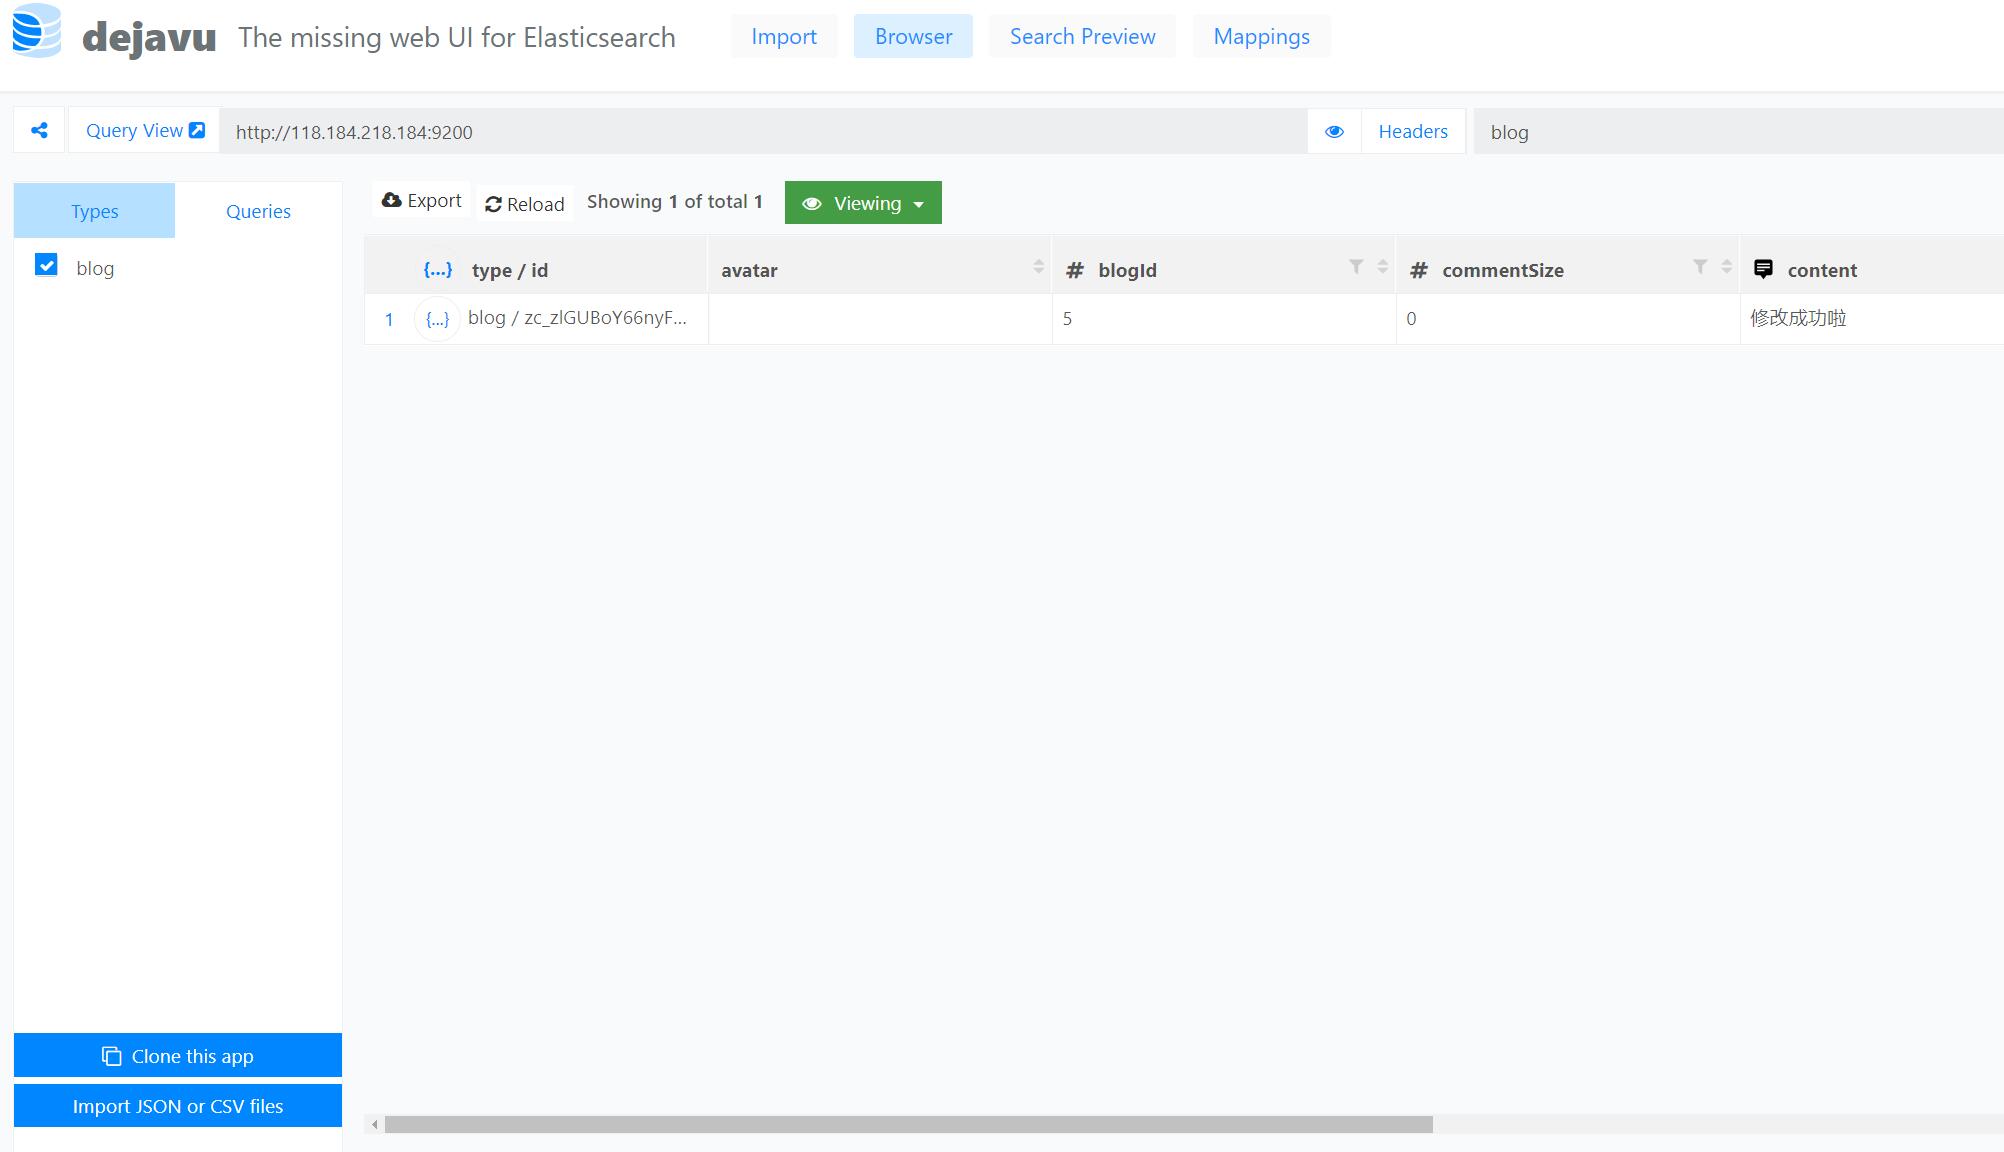 dejavu The missing web UI for Elasticsearch Import Browser Search Preview Mappings
Query View http://118.184.218.184:9200 Headers blog
Types Queries
blog
Export Reload Showing 1 of total 1 Viewing
{...} type / id avatar # blogId # commentSize content
1 {...} blog / zc_zlGUBoY66nyF... 5 0 修改成功啦
Clone this app
Import JSON or CSV files